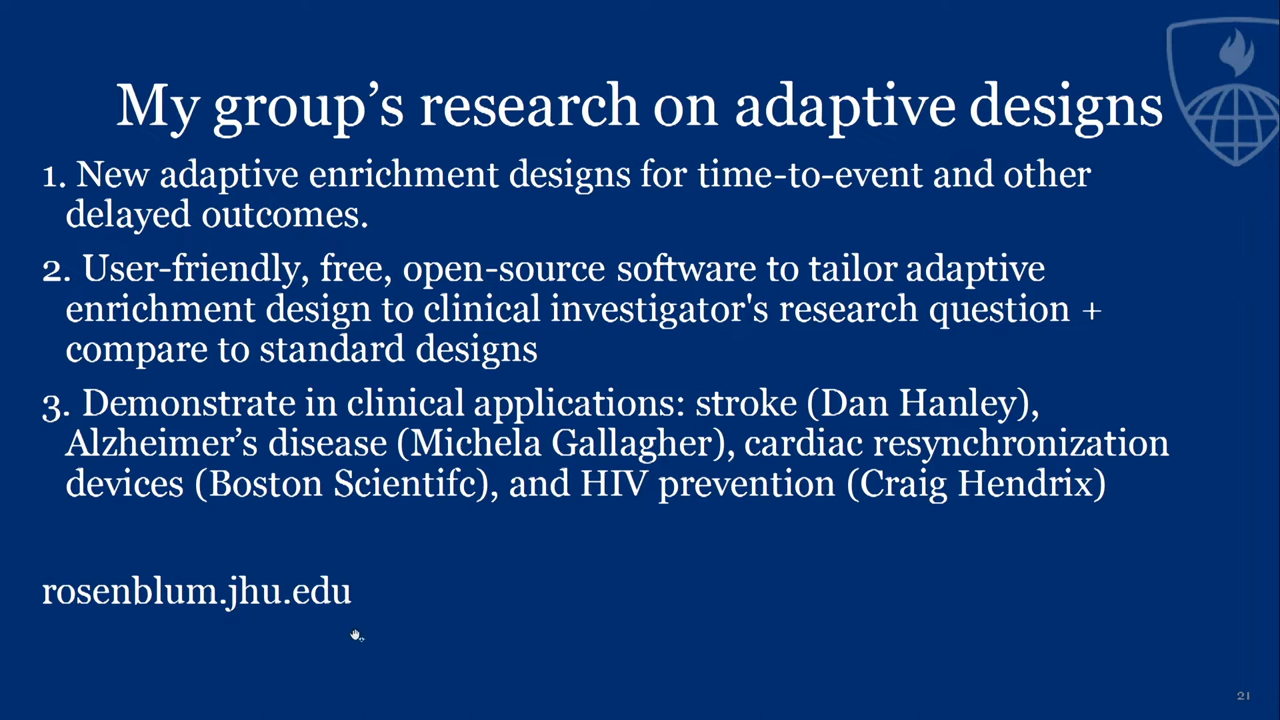 My group’s research on adaptive designs
1. New adaptive enrichment designs for time-to-event and other
delayed outcomes.
2. User-friendly, free, open-source software to tailor adaptive
enrichment design to clinical investigator's research question +
compare to standard designs
3. Demonstrate in clinical applications: stroke (Dan Hanley),
Alzheimer’s disease (Michela Gallagher), cardiac resynchronization
devices (Boston Scientifc), and HIV prevention (Craig Hendrix)
rosenblum.jhu.edu
21